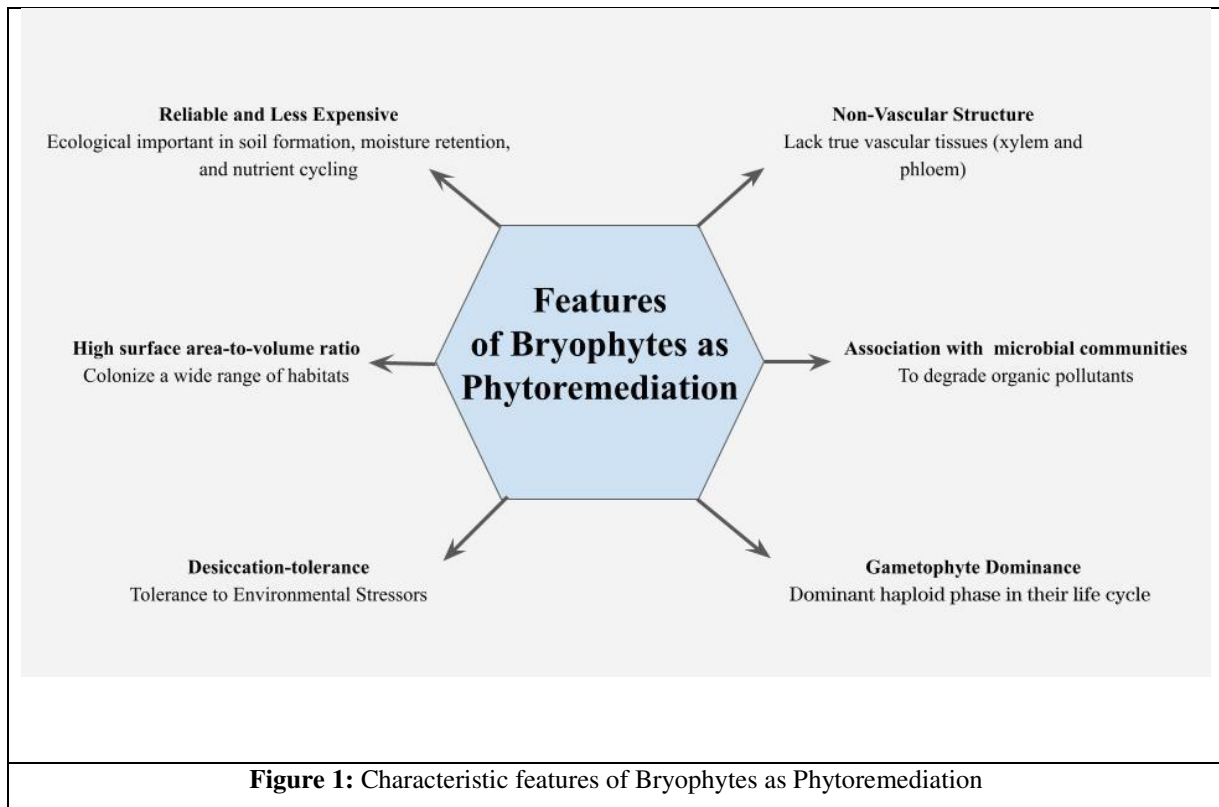 Reliable and Less Expensive
Ecological important in soil formation, moisture retention,
and nutrient cycling
Non-Vascular Structure
Lack true vascular tissues (xylem and
phloem)
Features
of Bryophytes as
Phytoremediation
High surface area-to-volume ratio
Colonize a wide range of habitats
Association with microbial communities
To degrade organic pollutants
Desiccation-tolerance
Tolerance to Environmental Stressors
Gametophyte Dominance
Dominant haploid phase in their life cycle
Figure 1: Characteristic features of Bryophytes as Phytoremediation